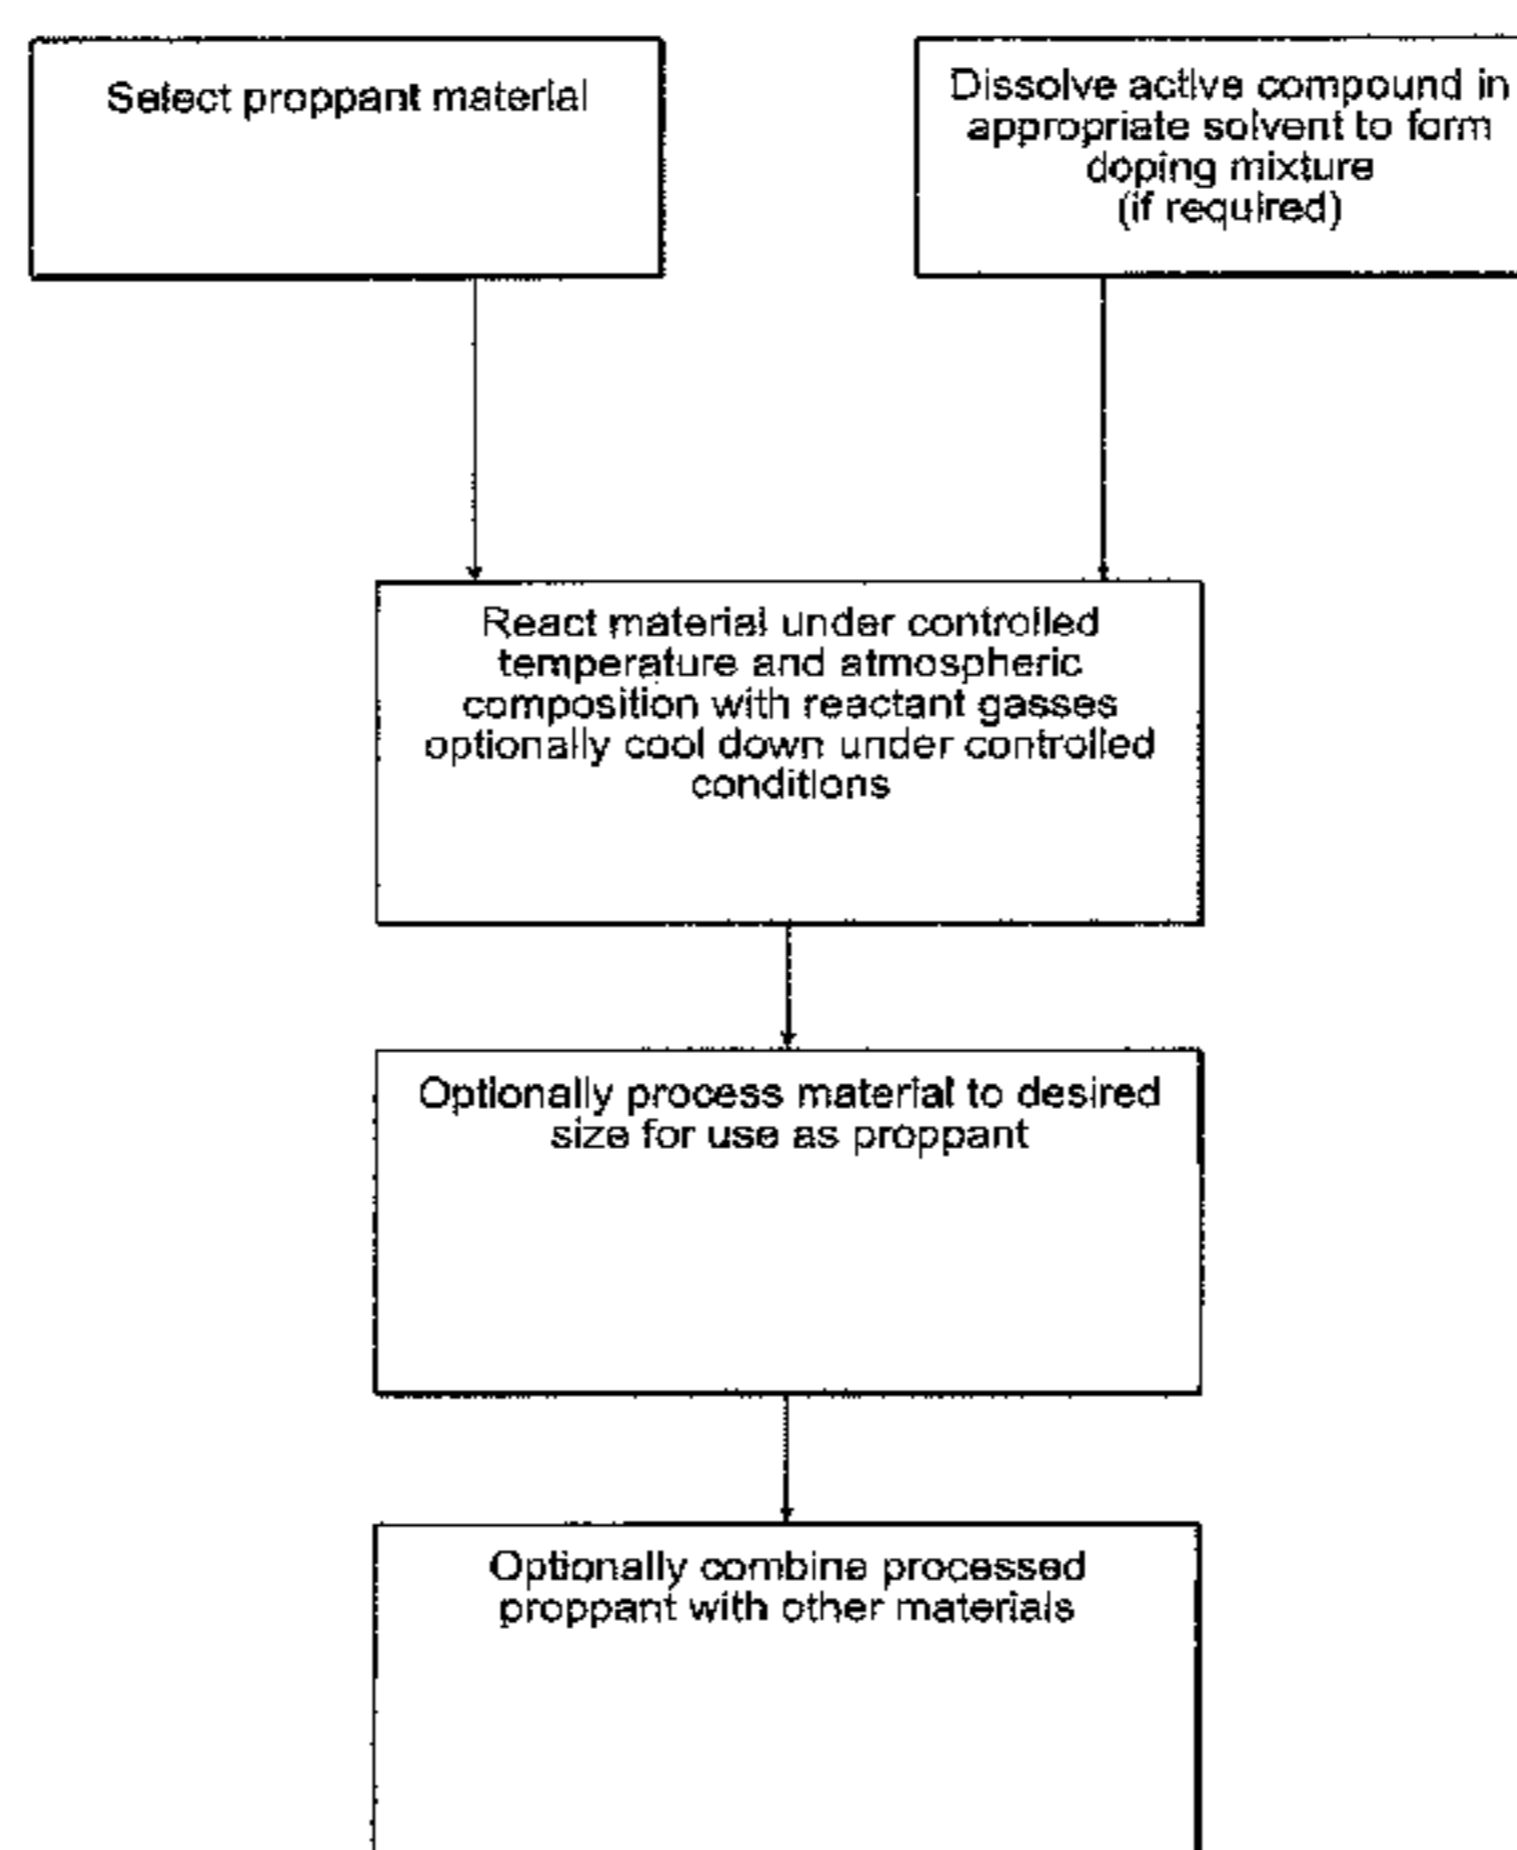 Select proppant material
Dissolve active compound in
appropriate solvent to form
doping mixture
(if required)
React material under controlled
temperature and atmospheric
composition with reactant gasses
optionally cool down under controlled
conditions
Optionally process material to desired
size for use as proppant
Optionally combine processed
proppant with other materials